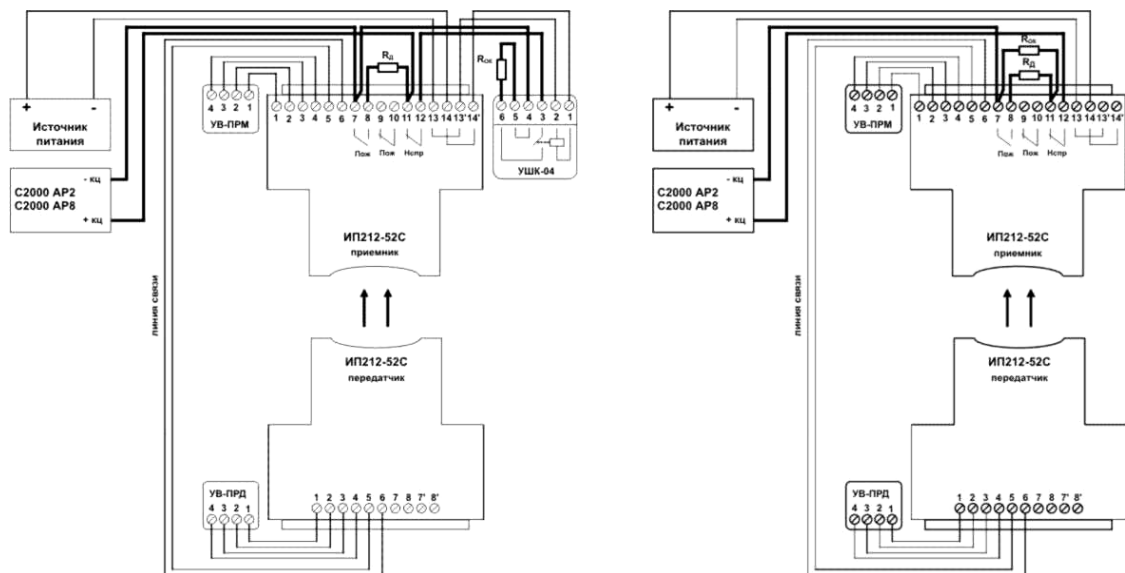 Rок
RД
4 3 2 1
УВ-ПРМ
1 2 3 4 5 6 7 8 9 10 11 12 13 14 13' 14'
Пож Пож Нспр
6 5 4 3 2 1
УШК-04
+ -
Источник
питания
- КЦ
С2000 АР2
С2000 АР8
+ КЦ
ИП212-52С
приемник
линия связи
ИП212-52С
передатчик
УВ-ПРД
4 3 2 1
1 2 3 4 5 6 7 8 7' 8'
Rок
RД
4 3 2 1
УВ-ПРМ
1 2 3 4 5 6 7 8 9 10 11 12 13 14 13' 14'
Пож Пож Нспр
+ -
Источник
питания
- КЦ
С2000 АР2
С2000 АР8
+ КЦ
ИП212-52С
приемник
линия связи
ИП212-52С
передатчик
УВ-ПРД
4 3 2 1
1 2 3 4 5 6 7 8 7' 8'